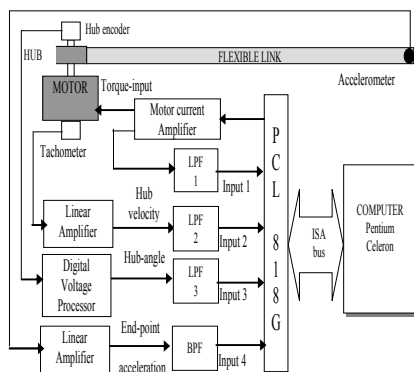 Hub encoder
HUB
FLEXIBLE LINK
MOTOR
Torque-input
Accelerometer
Motor current
Amplifier
Tachometer
LPF
1
Input 1
P
C
L
8
1
8
G
COMPUTER
Pentium
Celeron
ISA
bus
Linear
Amplifier
Hub
velocity
LPF
2
Input 2
Digital
Voltage
Processor
Hub-angle
LPF
3
Input 3
Linear
Amplifier
End-point
acceleration
BPF
Input 4